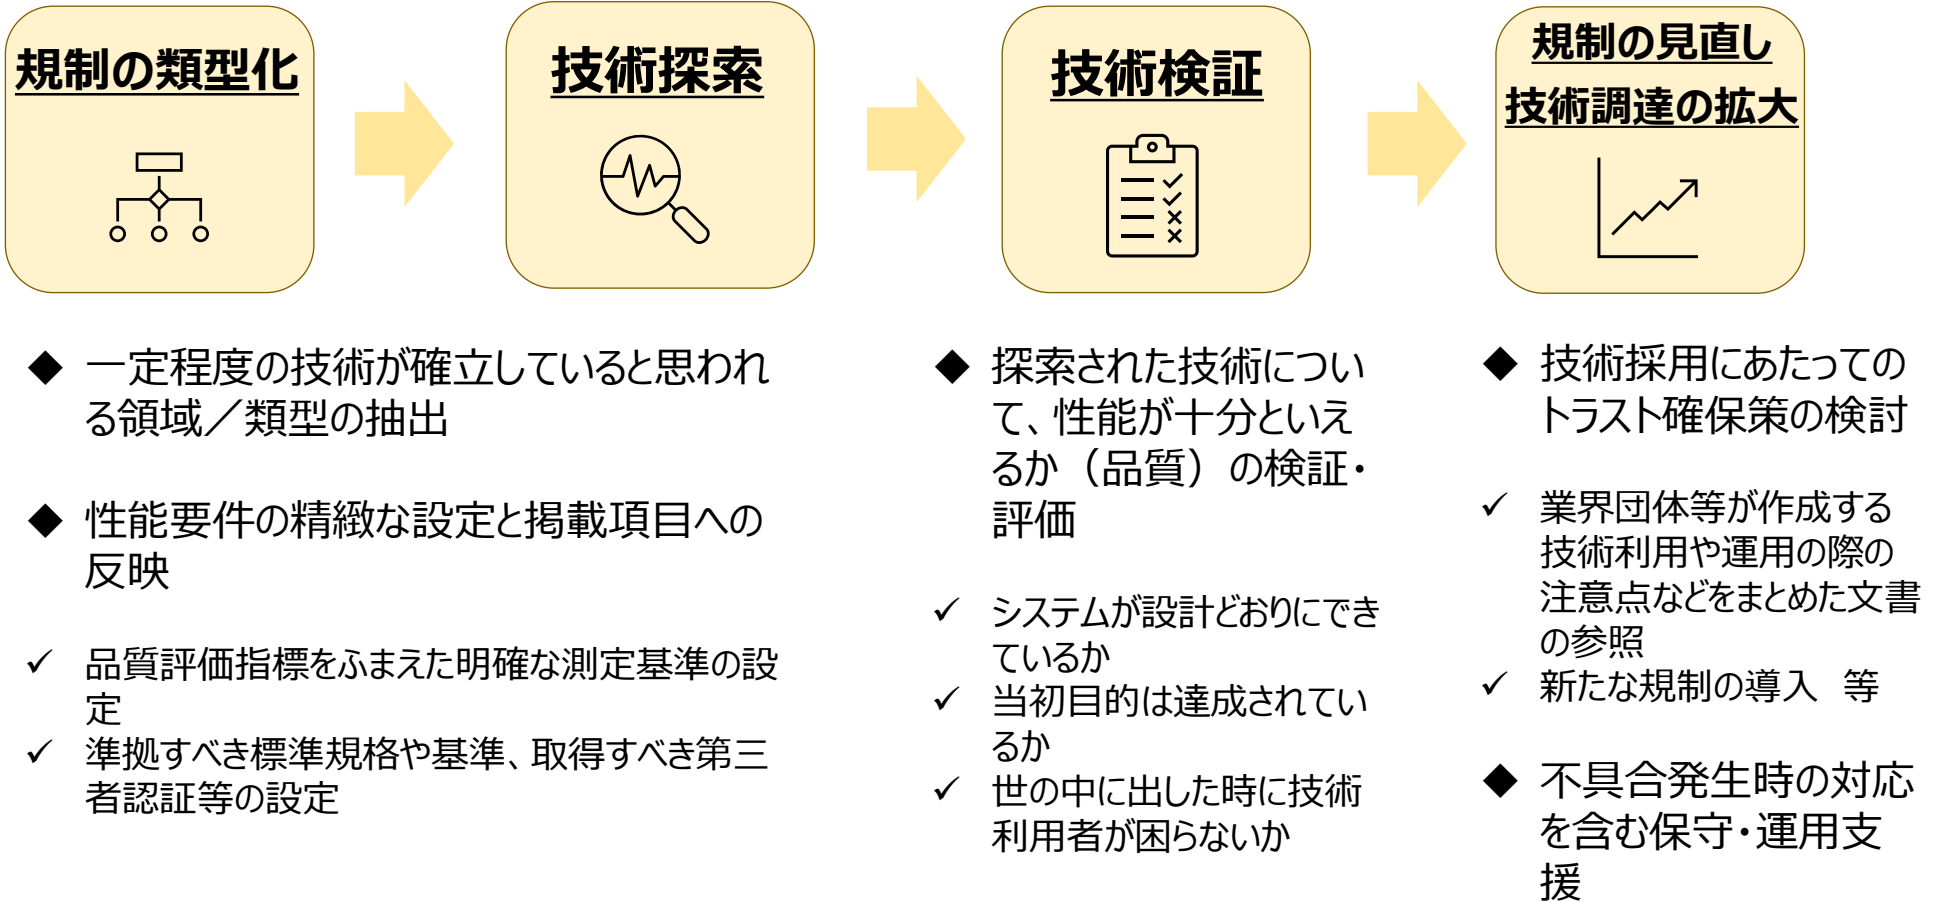 規制の類型化
技術探索
技術検証
規制の見直し
技術調達の拡大
◆ 一定程度の技術が確立していると思われ
る領域／類型の抽出
◆ 性能要件の精緻な設定と掲載項目への
反映
✓ 品質評価指標をふまえた明確な測定基準の設
定
✓ 準拠すべき標準規格や基準、取得すべき第三
者認証等の設定
◆ 探索された技術につい
て、性能が十分といえ
るか（品質）の検証・
評価
✓ システムが設計どおりにでき
ているか
✓ 当初目的は達成されてい
るか
✓ 世の中に出した時に技術
利用者が困らないか
◆ 技術採用にあたっての
トラスト確保策の検討
✓ 業界団体等が作成する
技術利用や運用の際の
注意点などをまとめた文書
の参照
✓ 新たな規制の導入　等
◆ 不具合発生時の対応
を含む保守・運用支
援